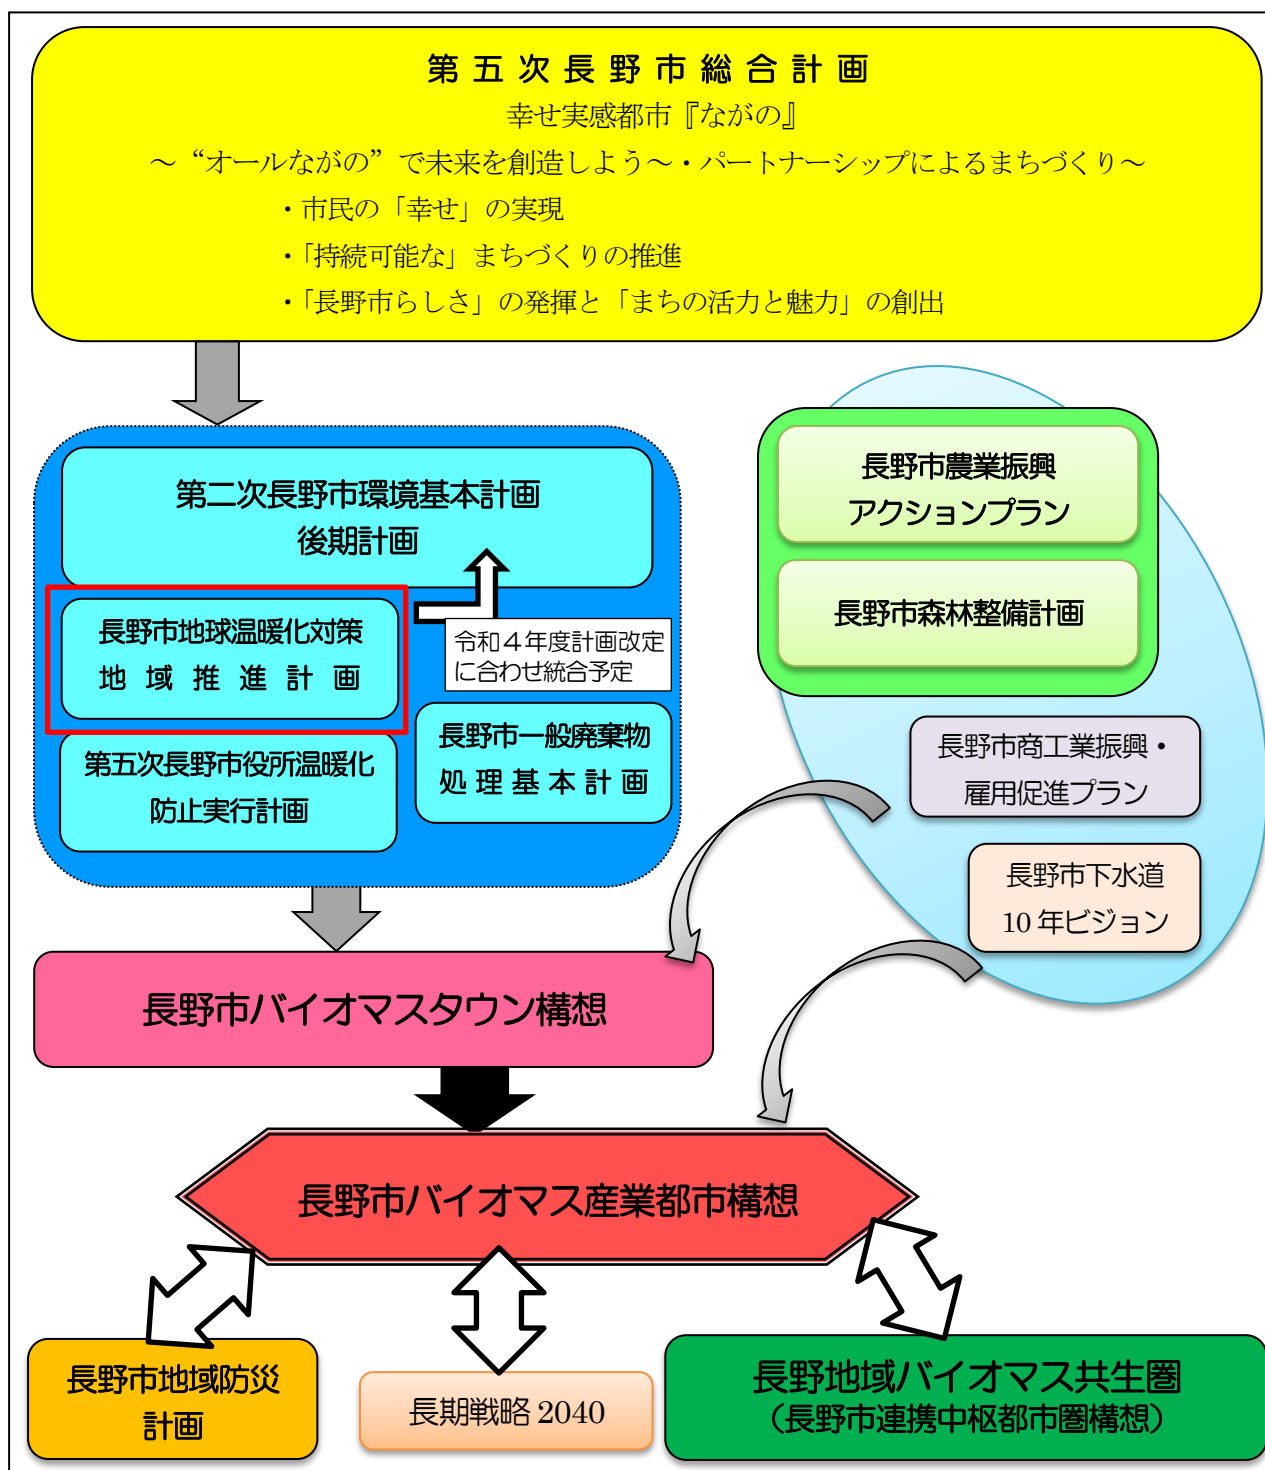 第五次長野市総合計画
幸せ実感都市『ながの』
～“オールながの”で未来を創造しよう～・パートナーシップによるまちづくり～
・市民の「幸せ」の実現
・「持続可能な」まちづくりの推進
・「長野市らしさ」の発揮と「まちの活力と魅力」の創出
第二次長野市環境基本計画
後期計画
長野市地球温暖化対策
地域推進計画
令和４年度計画改定
に合わせ統合予定
第五次長野市役所温暖化
防止実行計画
長野市一般廃棄物
処理基本計画
長野市農業振興
アクションプラン
長野市森林整備計画
長野市商工業振興・
雇用促進プラン
長野市下水道
10年ビジョン
長野市バイオマスタウン構想
長野市バイオマス産業都市構想
長野市地域防災
計画
長期戦略2040
長野地域バイオマス共生圏
（長野市連携中枢都市圏構想）